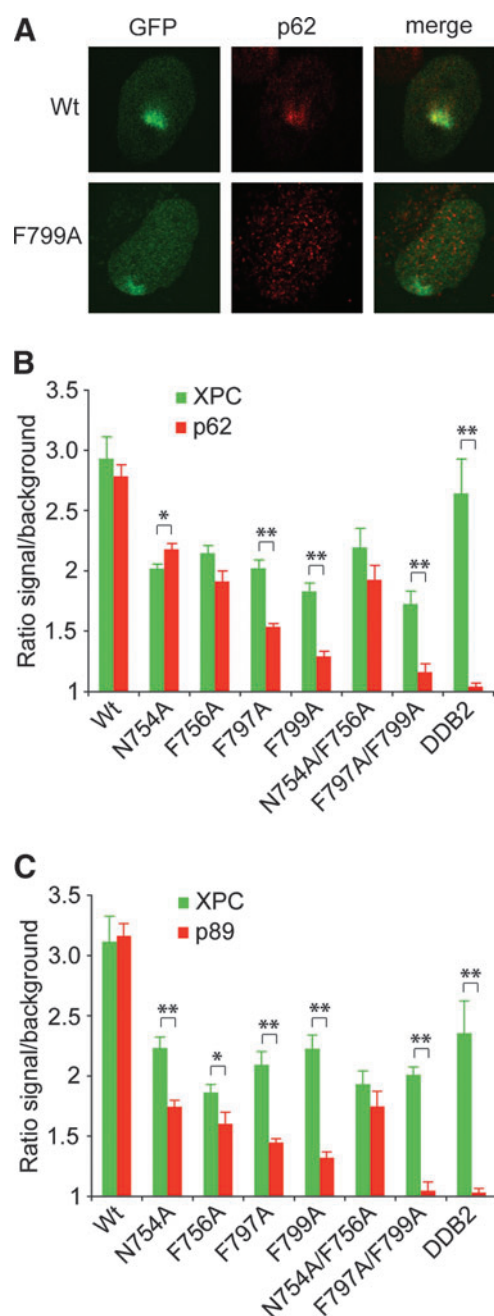 A
GFP p62 merge
Wt
F799A
B
3.5
3.0
2.5
2
1.5
1
Ratio signal/background
XPC
p62
* ** ** ** **
Wt N754A F756A F797A F799A N754A/F756A F797A/F799A DDB2
C
3.5
3.0
2.5
2
1.5
1
Ratio signal/background
XPC
p89
** * ** ** ** **
Wt N754A F756A F797A F799A N754A/F756A F797A/F799A DDB2